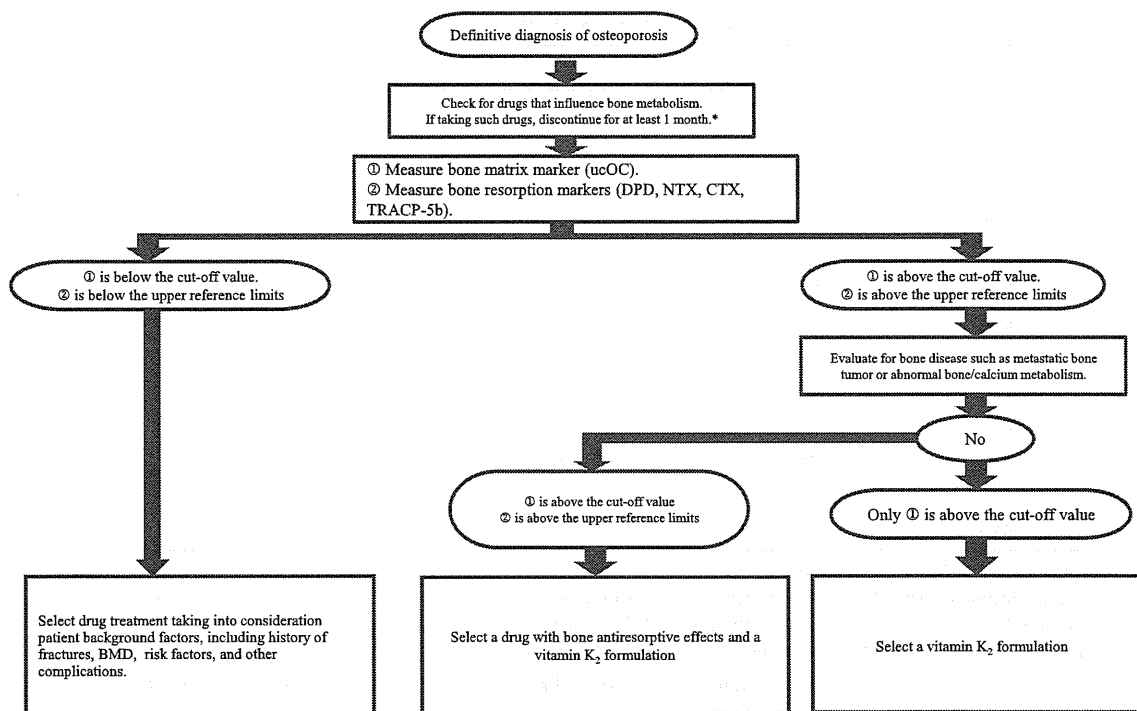 Definitive diagnosis of osteoporosis
Check for drugs that influence bone metabolism.
If taking such drugs, discontinue for at least 1 month.*
① Measure bone matrix marker (ucOC).
② Measure bone resorption markers (DPD, NTX, CTX,
TRACP-5b).
① is below the cut-off value.
② is below the upper reference limits
① is above the cut-off value.
② is above the upper reference limits
Evaluate for bone disease such as metastatic bone
tumor or abnormal bone/calcium metabolism.
No
① is above the cut-off value
② is above the upper reference limits
Only ① is above the cut-off value
Select drug treatment taking into consideration
patient background factors, including history of
fractures, BMD, risk factors, and other
complications.
Select a drug with bone antiresorptive effects and a
vitamin K₂ formulation
Select a vitamin K₂ formulation